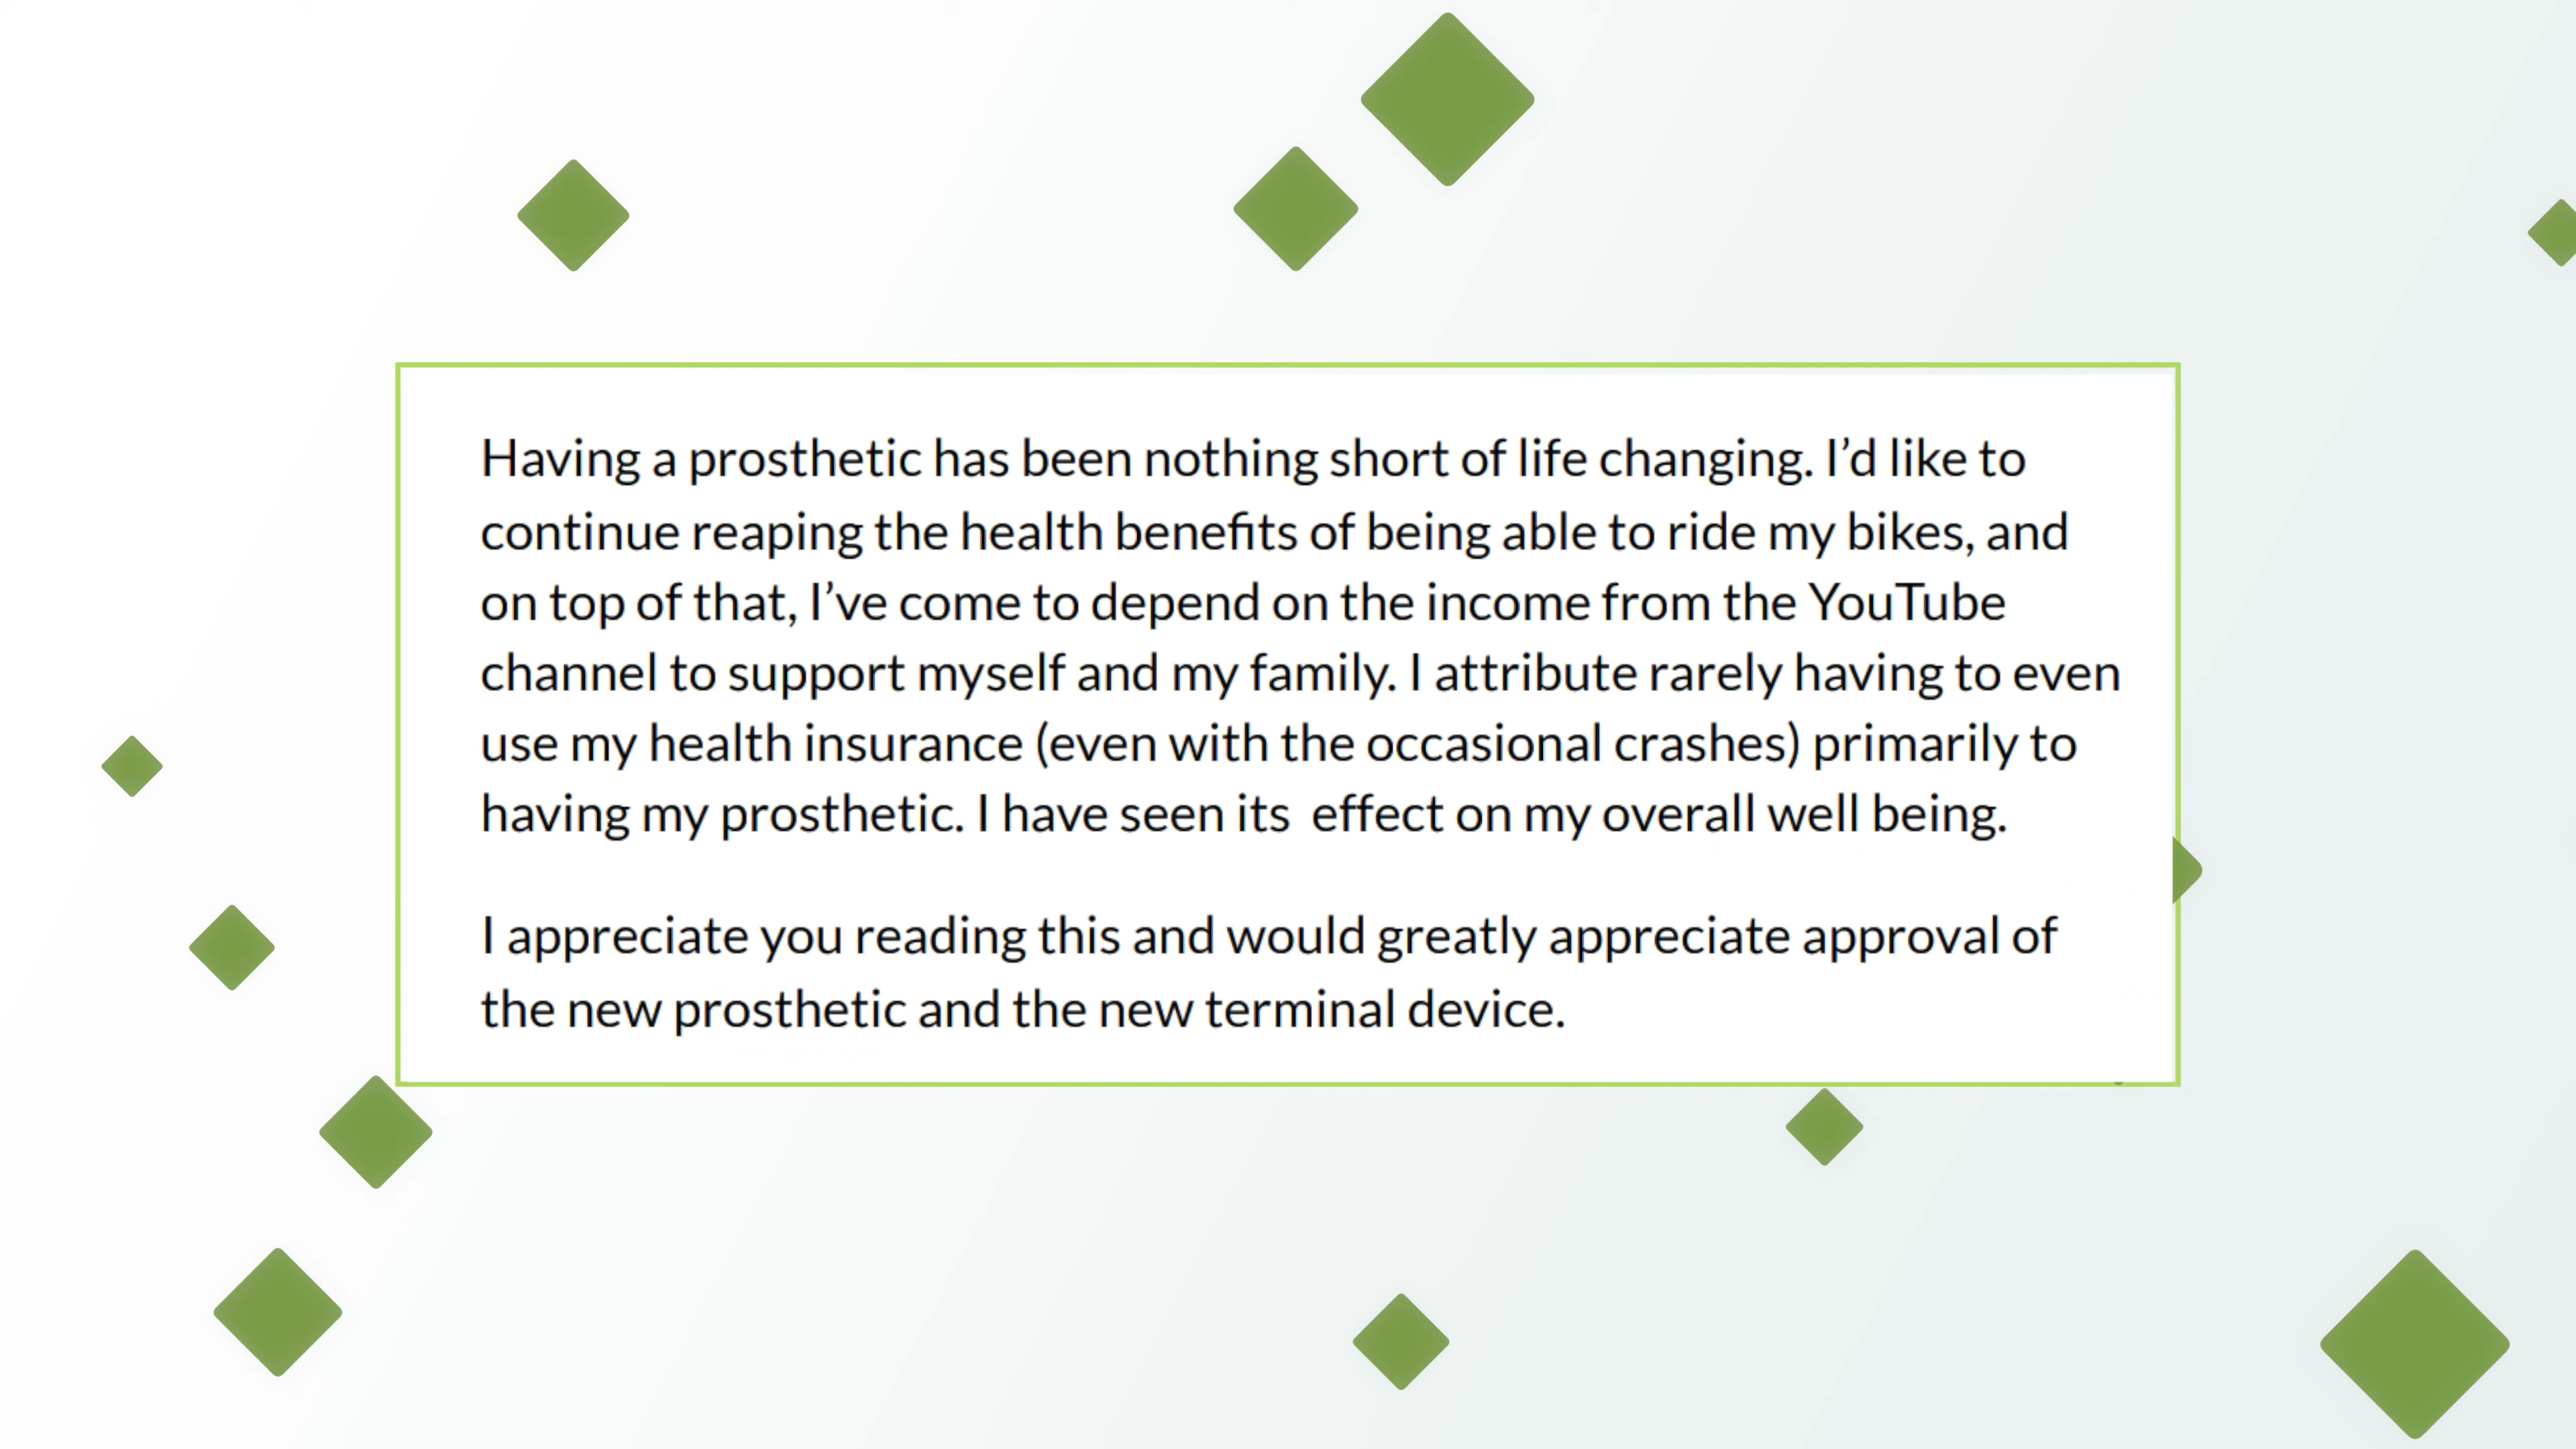 Having a prosthetic has been nothing short of life changing. I’d like to
continue reaping the health benefits of being able to ride my bikes, and
on top of that, I’ve come to depend on the income from the YouTube
channel to support myself and my family. I attribute rarely having to even
use my health insurance (even with the occasional crashes) primarily to
having my prosthetic. I have seen its  effect on my overall well being.
I appreciate you reading this and would greatly appreciate approval of
the new prosthetic and the new terminal device.